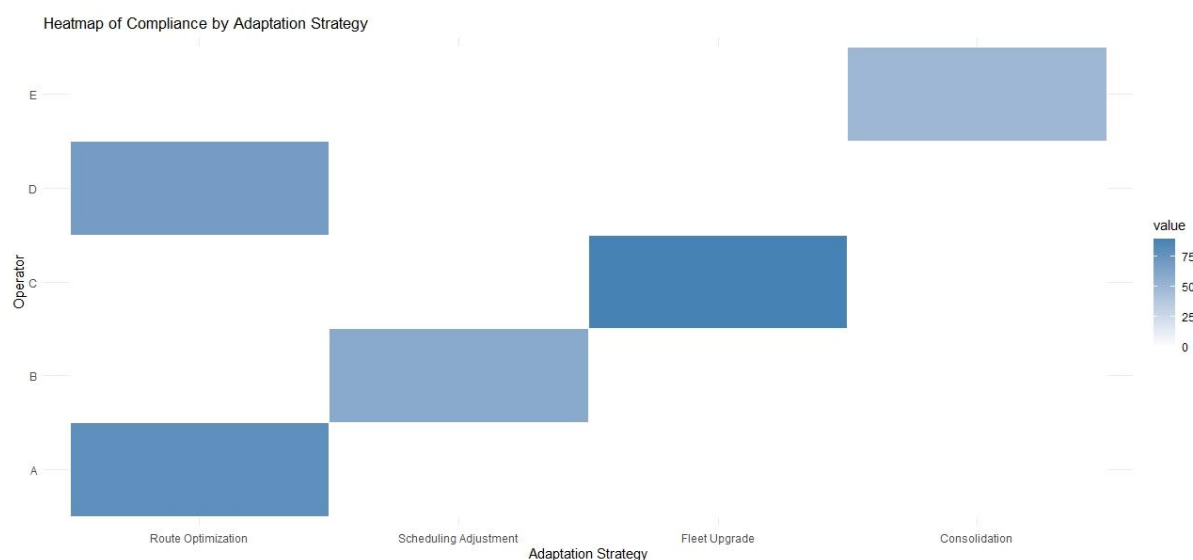 Heatmap of Compliance by Adaptation Strategy
E
D
C
B
A
Operator
Route Optimization
Scheduling Adjustment
Fleet Upgrade
Consolidation
Adaptation Strategy
value
75
50
25
0